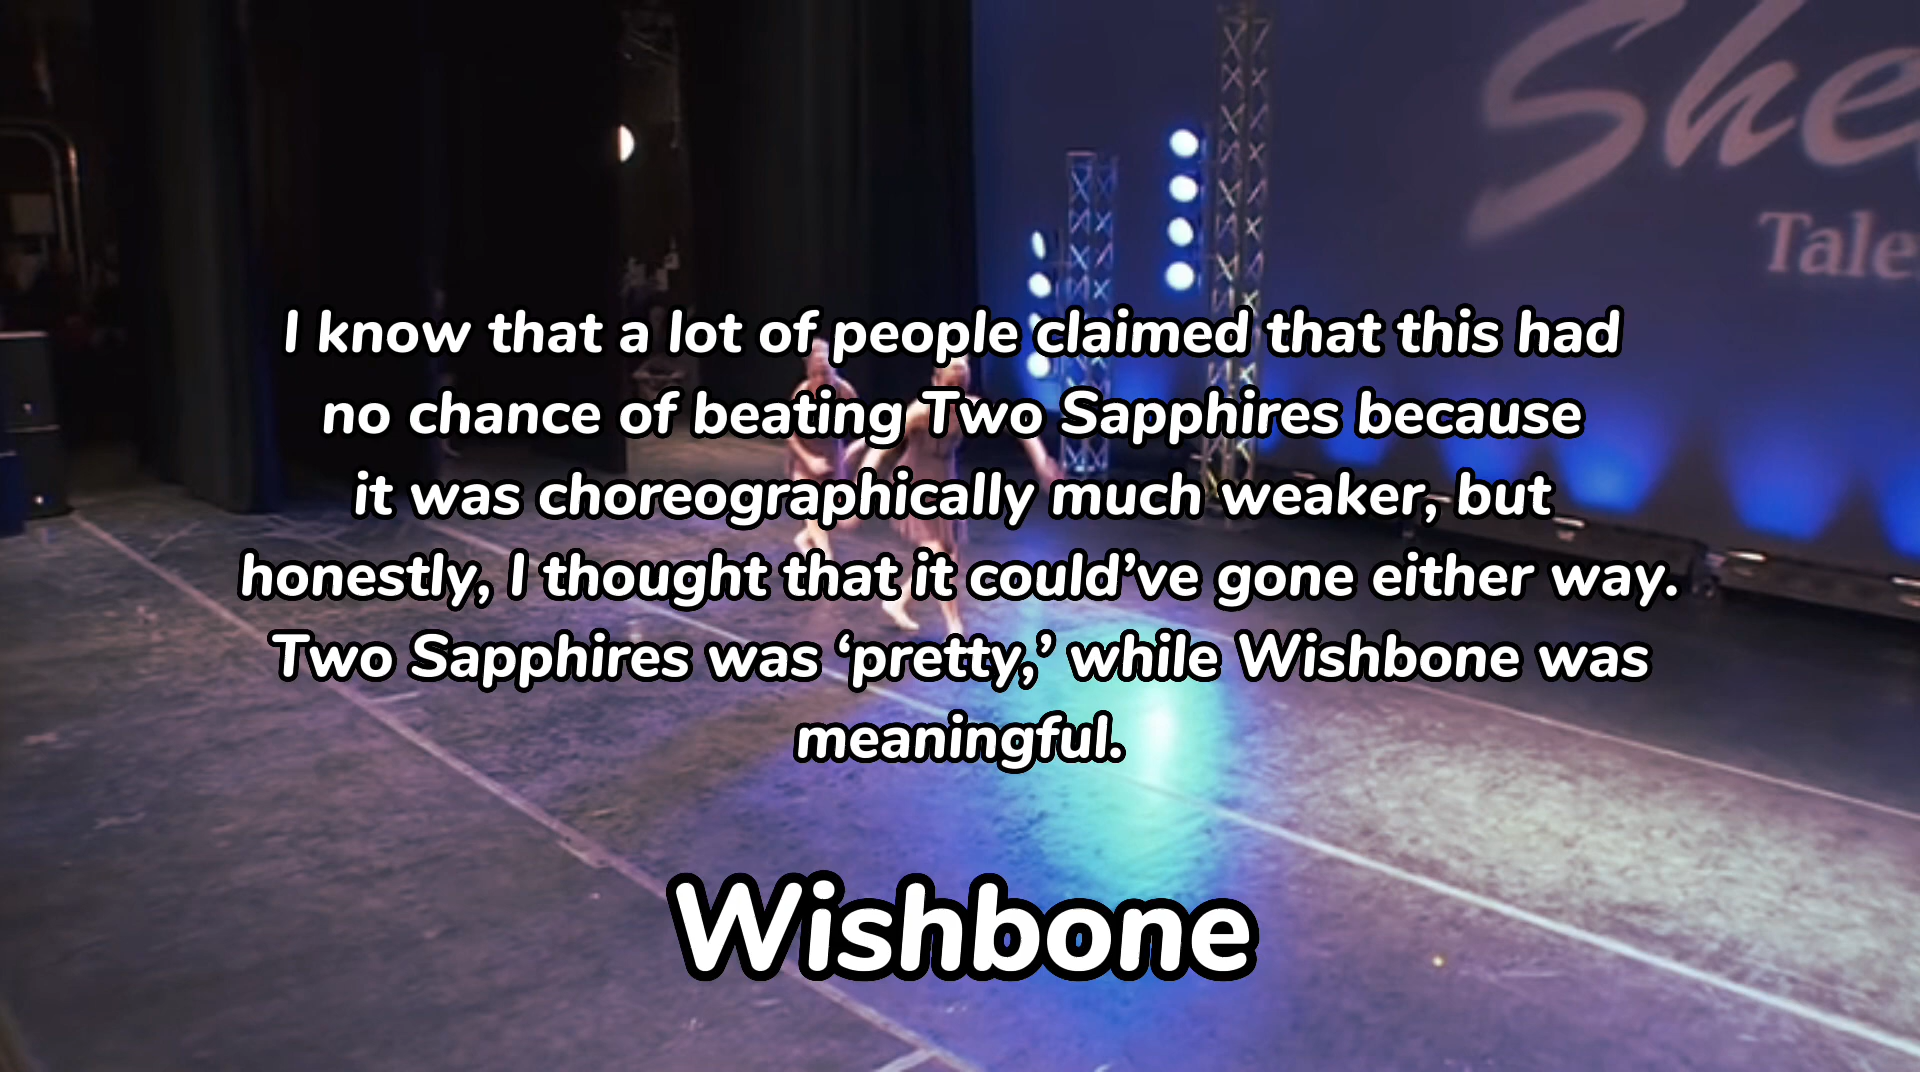 She
Tale
I know that a lot of people claimed that this had
no chance of beating Two Sapphires because
it was choreographically much weaker, but
honestly, I thought that it could’ve gone either way.
Two Sapphires was ‘pretty,’ while Wishbone was
meaningful.
Wishbone